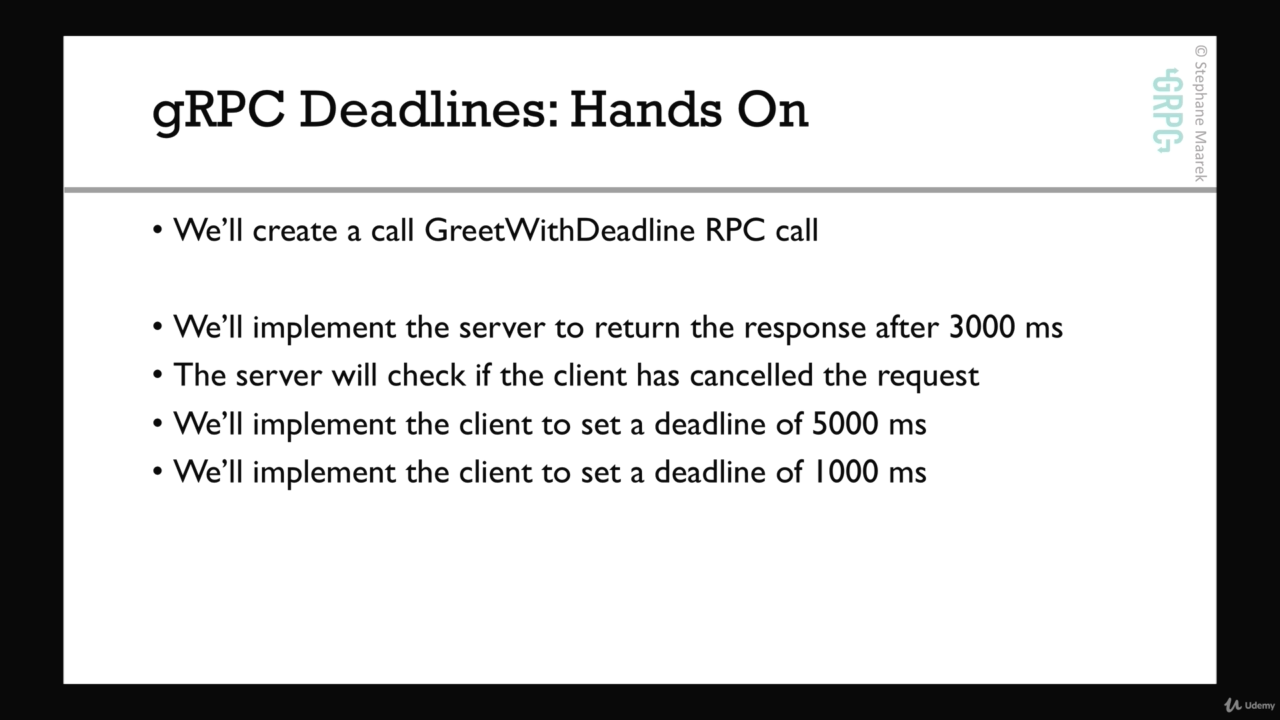 gRPC Deadlines: Hands On
GRPC
© Stephane Maarek
• We'll create a call GreetWithDeadline RPC call
• We'll implement the server to return the response after 3000 ms
• The server will check if the client has cancelled the request
• We'll implement the client to set a deadline of 5000 ms
• We'll implement the client to set a deadline of 1000 ms
Udemy